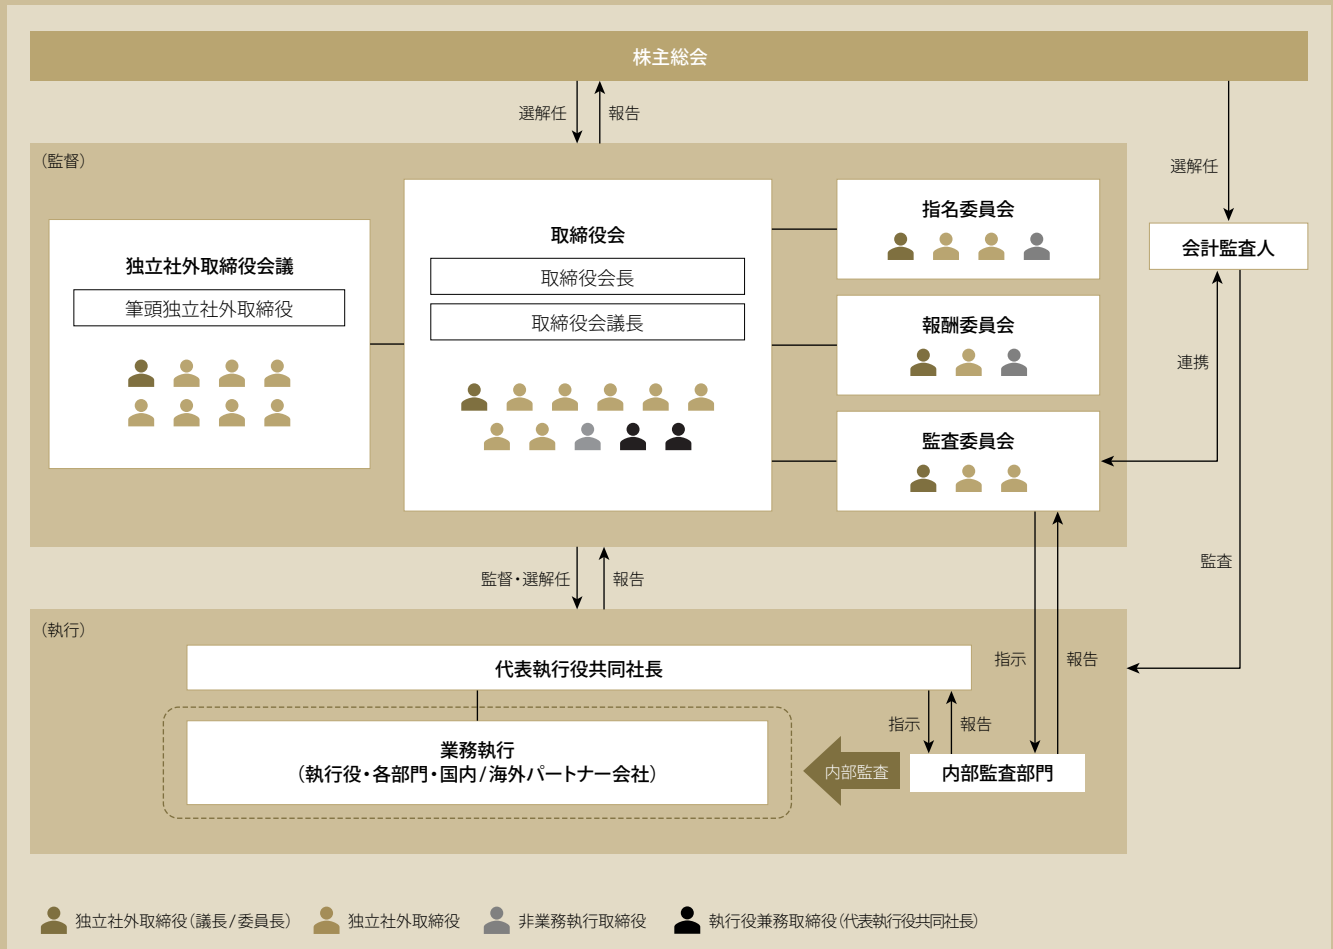 株主総会
選解任
報告
(監督)
選解任
独立社外取締役会議
筆頭独立社外取締役
取締役会
取締役会長
取締役会議長
指名委員会
報酬委員会
監査委員会
会計監査人
連携
監査
監督・選解任
報告
(執行)
代表執行役共同社長
指示
報告
指示
報告
業務執行
(執行役・各部門・国内/海外パートナー会社)
内部監査
内部監査部門
独立社外取締役(議長/委員長)
独立社外取締役
非業務執行取締役
執行役兼務取締役(代表執行役共同社長)